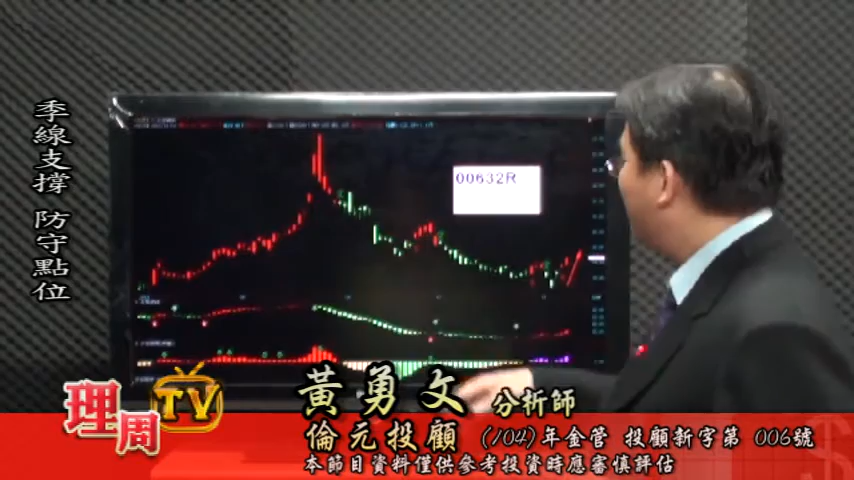 季線支撐 防守點位
00632R
理周TV
黃勇文 分析師
倫元投顧 (104)年金管 投顧新字第 006號
本節目資料僅供參考投資時應審慎評估